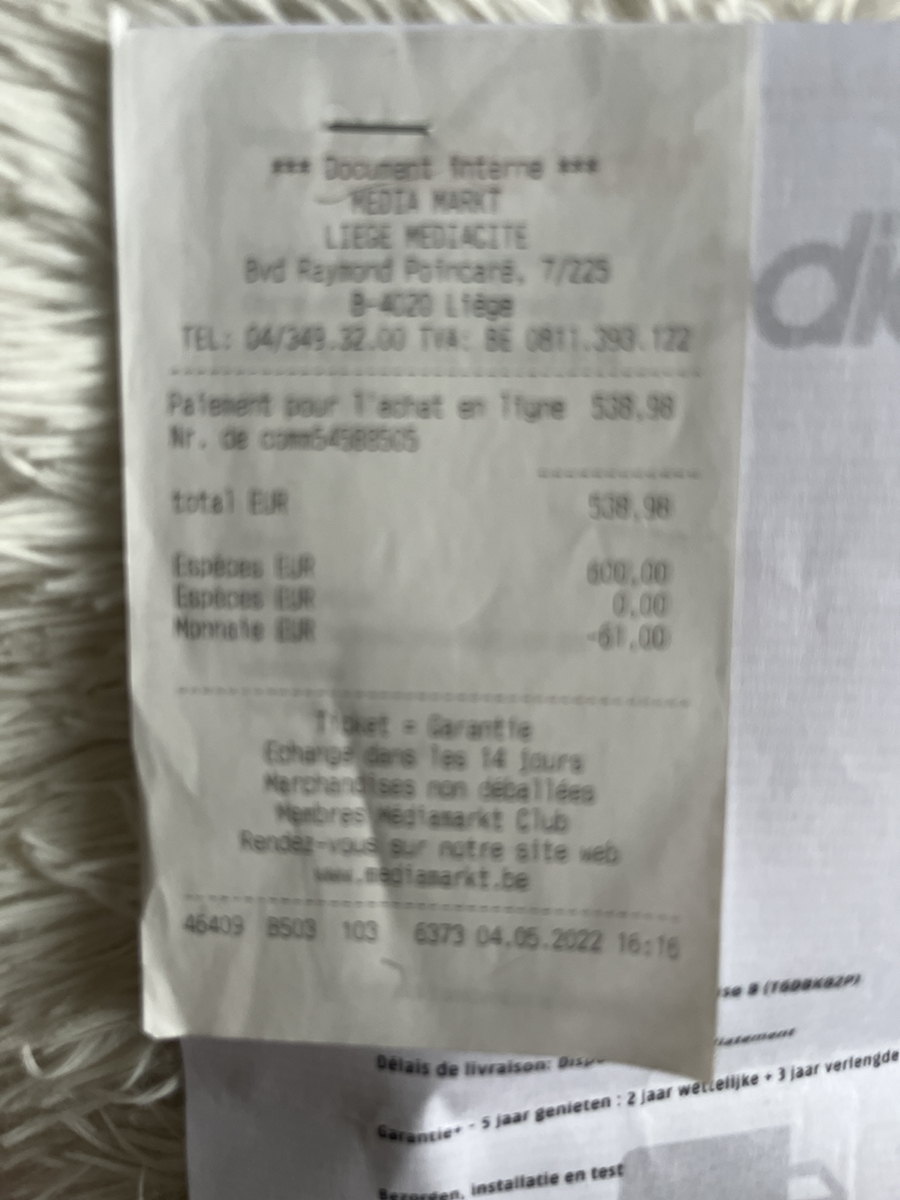 *** Document interne ***
MEDIA MARKT
LIEGE MEDIACITE
Bvd Raymond Poincaré, 7/225
B-4020 Liège
TEL: 04/349.32.00 TVA: BE 0811.393.122
Paiement pour l'achat en ligne 538,98
Nr. de comm
total EUR 538,98
Espèces EUR 600,00
Espèces EUR 0,00
Monnaie EUR -61,00
Ticket = Garantie
Echange dans les 14 jours
Marchandises non déballées
Membres Médiamarkt Club
Rendez-vous sur notre site web
www.mediamarkt.be
46409 8503 103 6373 04.05.2022 16:16
Délais de livraison:
Garantie+ - 5 jaar genieten : 2 jaar wettelijke + 3 jaar verlengde
Bezorgen, installatie en test